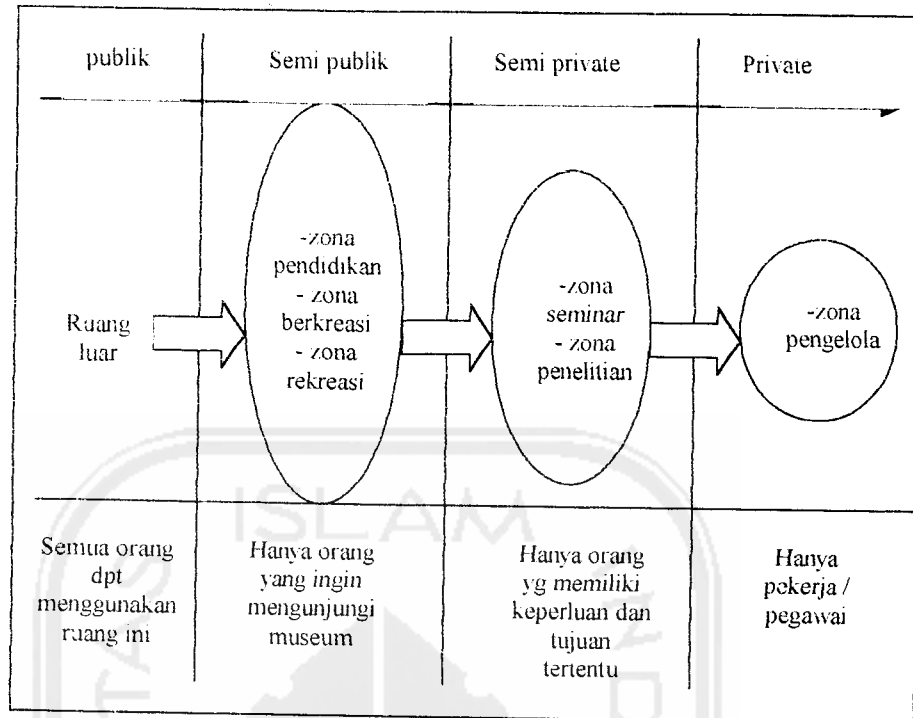 publik
Semi publik
Semi private
Private
Ruang
luar
-zona
pendidikan
- zona
berkreasi
- zona
rekreasi
-zona
seminar
- zona
penelitian
-zona
pengelola
Semua orang
dpt
menggunakan
ruang ini
Hanya orang
yang ingin
mengunjungi
museum
Hanya orang
yg memiliki
keperluan dan
tujuan
tertentu
Hanya
pekerja /
pegawai
ISLAM